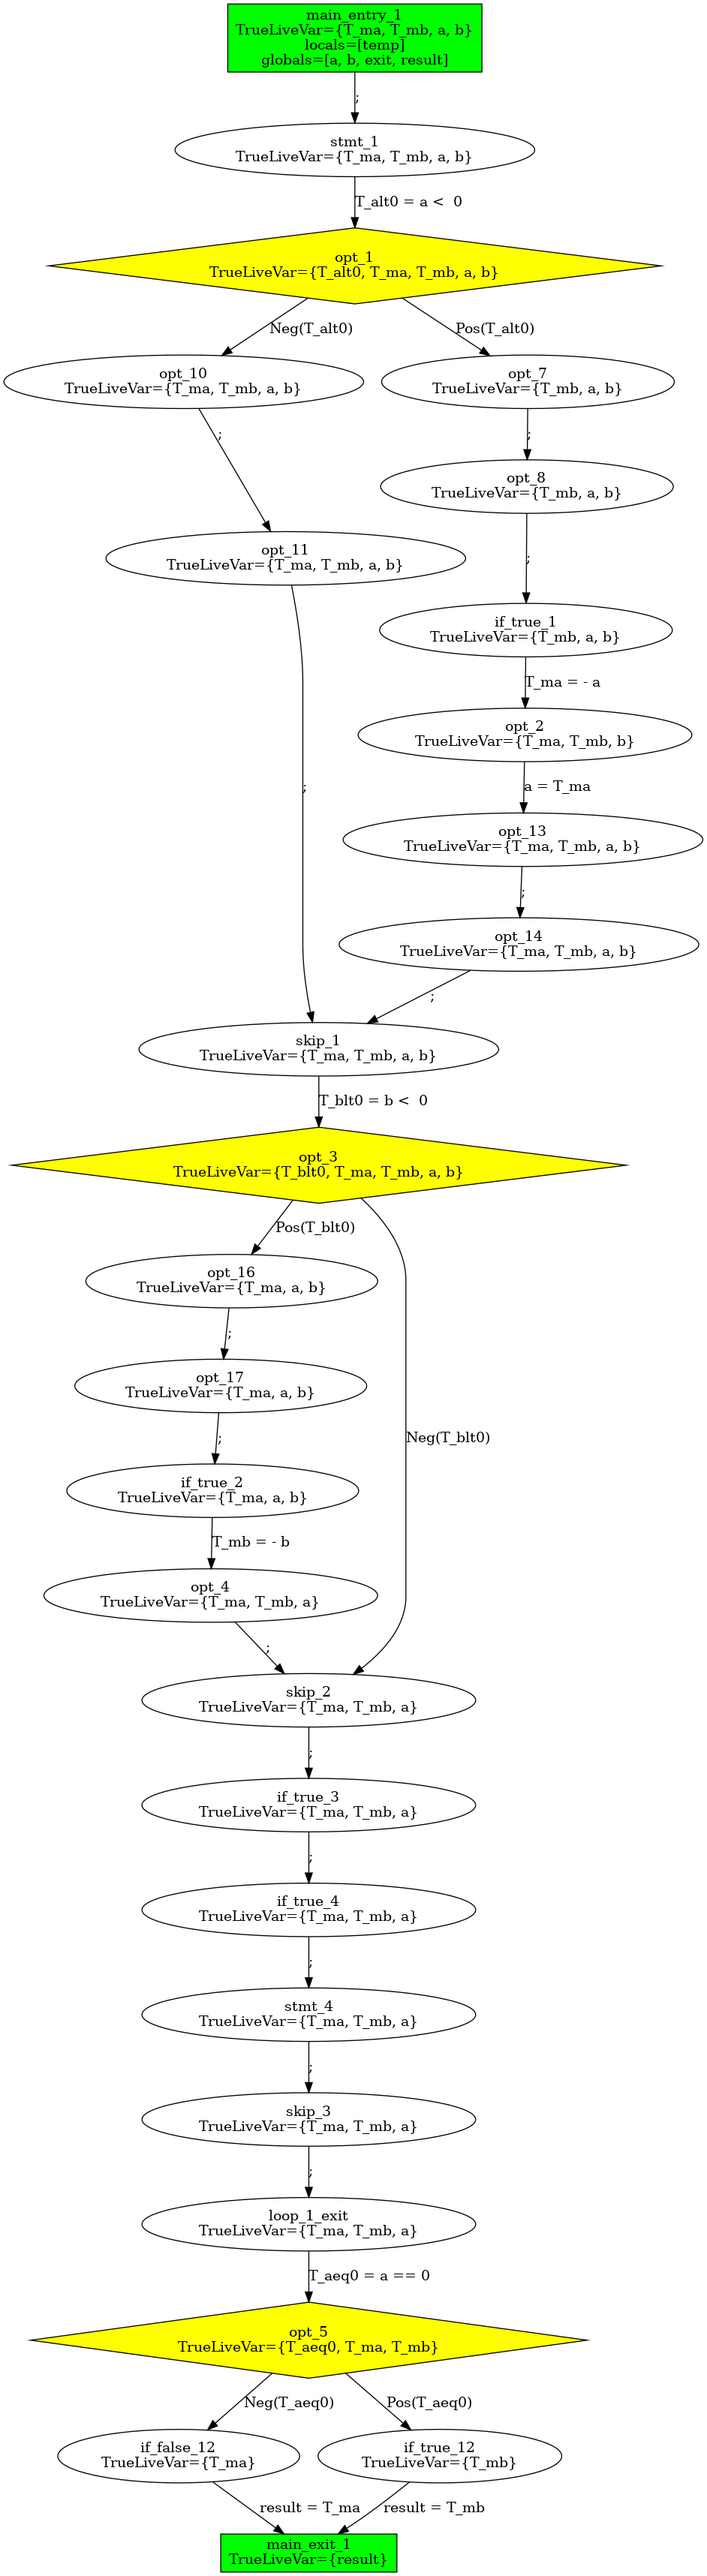 main_entry_1
TrueLiveVar={T_ma, T_mb, a, b}
locals=[temp]
globals=[a, b, exit, result]
;
stmt_1
TrueLiveVar={T_ma, T_mb, a, b}
T_alt0 = a <  0
opt_1
TrueLiveVar={T_alt0, T_ma, T_mb, a, b}
Neg(T_alt0)
Pos(T_alt0)
opt_10
TrueLiveVar={T_ma, T_mb, a, b}
opt_7
TrueLiveVar={T_mb, a, b}
;
;
opt_8
TrueLiveVar={T_mb, a, b}
opt_11
TrueLiveVar={T_ma, T_mb, a, b}
;
if_true_1
TrueLiveVar={T_mb, a, b}
T_ma = - a
opt_2
TrueLiveVar={T_ma, T_mb, b}
;
a = T_ma
opt_13
TrueLiveVar={T_ma, T_mb, a, b}
;
opt_14
TrueLiveVar={T_ma, T_mb, a, b}
;
skip_1
TrueLiveVar={T_ma, T_mb, a, b}
T_blt0 = b <  0
opt_3
TrueLiveVar={T_blt0, T_ma, T_mb, a, b}
Pos(T_blt0)
opt_16
TrueLiveVar={T_ma, a, b}
;
opt_17
TrueLiveVar={T_ma, a, b}
;
Neg(T_blt0)
if_true_2
TrueLiveVar={T_ma, a, b}
T_mb = - b
opt_4
TrueLiveVar={T_ma, T_mb, a}
;
skip_2
TrueLiveVar={T_ma, T_mb, a}
;
if_true_3
TrueLiveVar={T_ma, T_mb, a}
;
if_true_4
TrueLiveVar={T_ma, T_mb, a}
;
stmt_4
TrueLiveVar={T_ma, T_mb, a}
;
skip_3
TrueLiveVar={T_ma, T_mb, a}
;
loop_1_exit
TrueLiveVar={T_ma, T_mb, a}
T_aeq0 = a == 0
opt_5
TrueLiveVar={T_aeq0, T_ma, T_mb}
Neg(T_aeq0)
Pos(T_aeq0)
if_false_12
TrueLiveVar={T_ma}
if_true_12
TrueLiveVar={T_mb}
result = T_ma
result = T_mb
main_exit_1
TrueLiveVar={result}